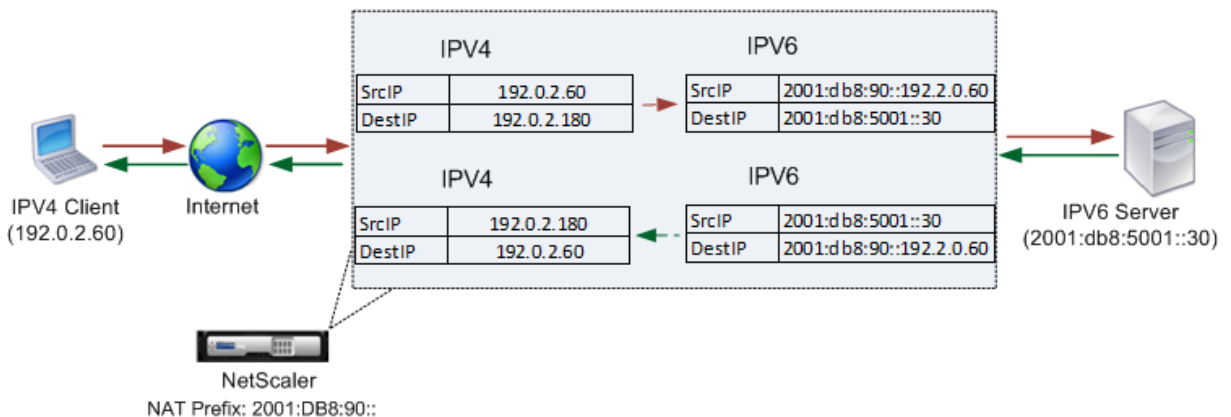 IPV4 IPV6
SrcIP 192.0.2.60 SrcIP 2001:db8:90::192.2.0.60
DestIP 192.0.2.180 DestIP 2001:db8:5001::30
IPV4 Client
(192.0.2.60)
Internet
IPV4 IPV6
SrcIP 192.0.2.180 SrcIP 2001:db8:5001::30
DestIP 192.0.2.60 DestIP 2001:db8:90::192.2.0.60
IPV6 Server
(2001:db8:5001::30)
NetScaler
NAT Prefix: 2001:DB8:90::